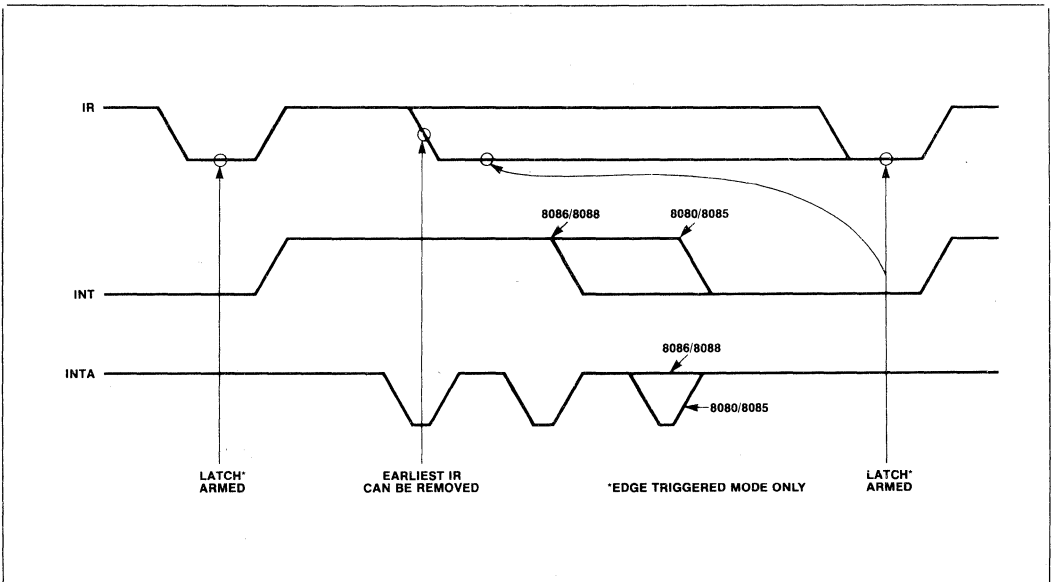 IR
8086/8088
8080/8085
INT
8086/8088
INTA
8080/8085
LATCH*
ARMED
EARLIEST IR
CAN BE REMOVED
*EDGE TRIGGERED MODE ONLY
LATCH*
ARMED